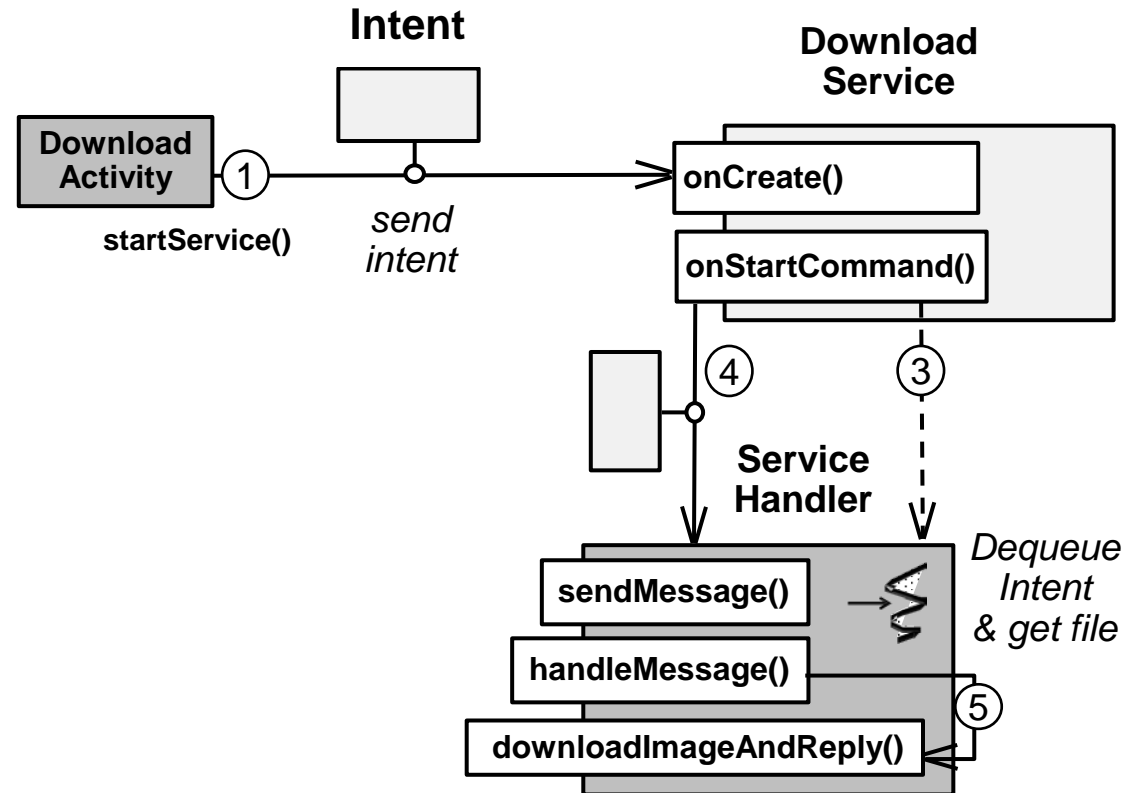 Intent
Download
Service
Download
Activity
1
onCreate()
startService()
send
intent
onStartCommand()
4
3
Service
Handler
Dequeue
Intent
& get file
sendMessage()
handleMessage()
5
downloadImageAndReply()